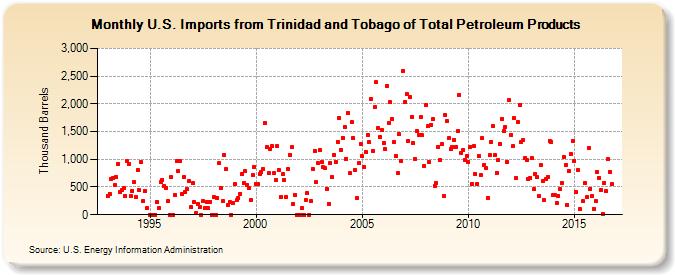 Monthly U.S. Imports from Trinidad and Tobago of Total Petroleum Products
Thousand Barrels
3,000
2,500
2,000
1,500
1,000
500
0
1995 2000 2005 2010 2015
Source: U.S. Energy Information Administration